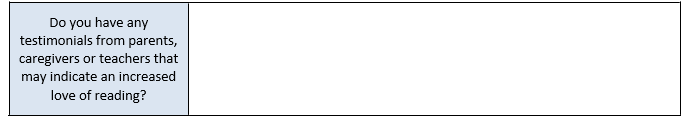 Do you have any
testimonials from parents,
caregivers or teachers that
may indicate an increased
love of reading?